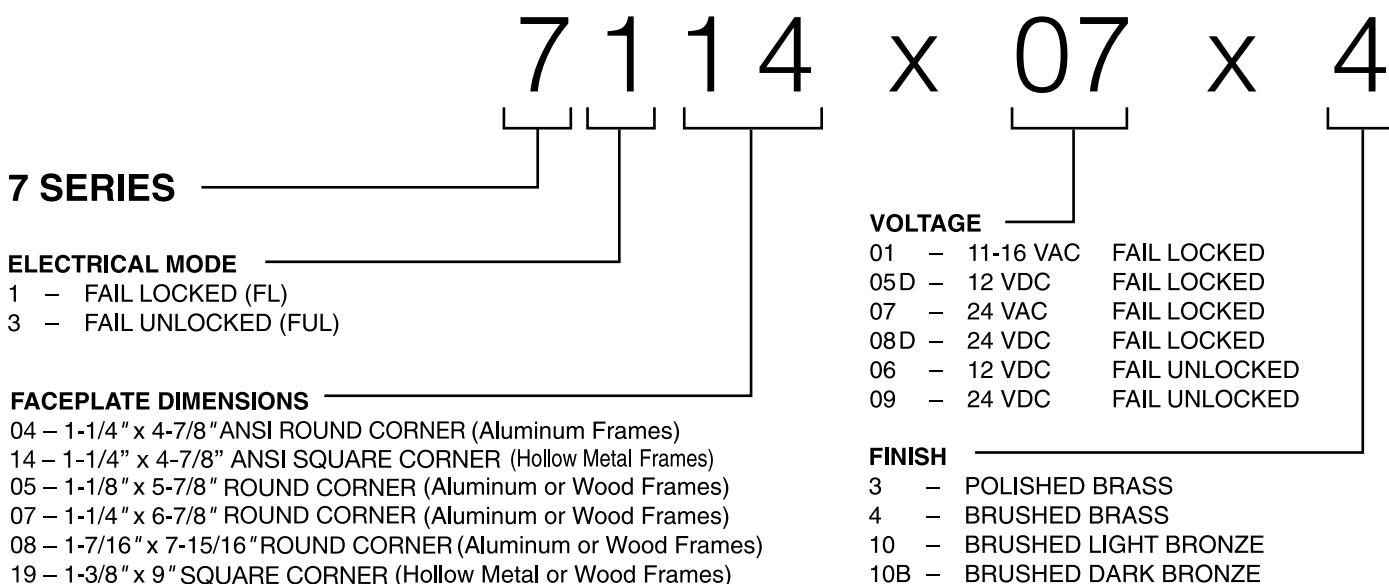 7114 x 07 x 4
7 SERIES
ELECTRICAL MODE
1 – FAIL LOCKED (FL)
3 – FAIL UNLOCKED (FUL)
FACEPLATE DIMENSIONS
04 – 1-1/4" x 4-7/8" ANSI ROUND CORNER (Aluminum Frames)
14 – 1-1/4” x 4-7/8” ANSI SQUARE CORNER (Hollow Metal Frames)
05 – 1-1/8" x 5-7/8" ROUND CORNER (Aluminum or Wood Frames)
07 – 1-1/4" x 6-7/8" ROUND CORNER (Aluminum or Wood Frames)
08 – 1-7/16" x 7-15/16" ROUND CORNER (Aluminum or Wood Frames)
19 – 1-3/8" x 9" SQUARE CORNER (Hollow Metal or Wood Frames)
VOLTAGE
01 – 11-16 VAC FAIL LOCKED
05D – 12 VDC FAIL LOCKED
07 – 24 VAC FAIL LOCKED
08D – 24 VDC FAIL LOCKED
06 – 12 VDC FAIL UNLOCKED
09 – 24 VDC FAIL UNLOCKED
FINISH
3 – POLISHED BRASS
4 – BRUSHED BRASS
10 – BRUSHED LIGHT BRONZE
10B – BRUSHED DARK BRONZE